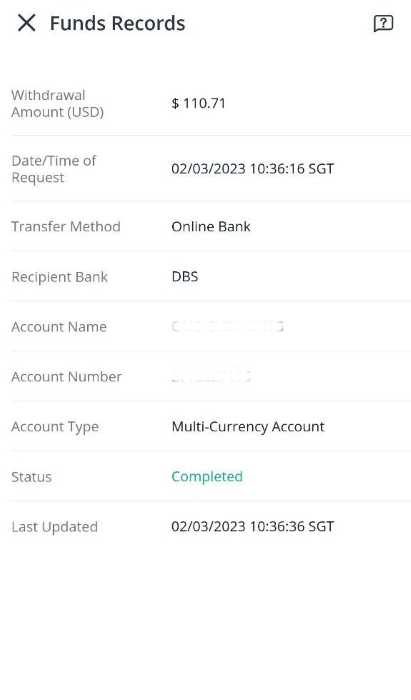 Funds Records
Withdrawal
Amount (USD)
$ 110.71
Date/Time of
Request
02/03/2023 10:36:16 SGT
Transfer Method
Online Bank
Recipient Bank
DBS
Account Name
Account Number
Account Type
Multi-Currency Account
Status
Completed
Last Updated
02/03/2023 10:36:36 SGT